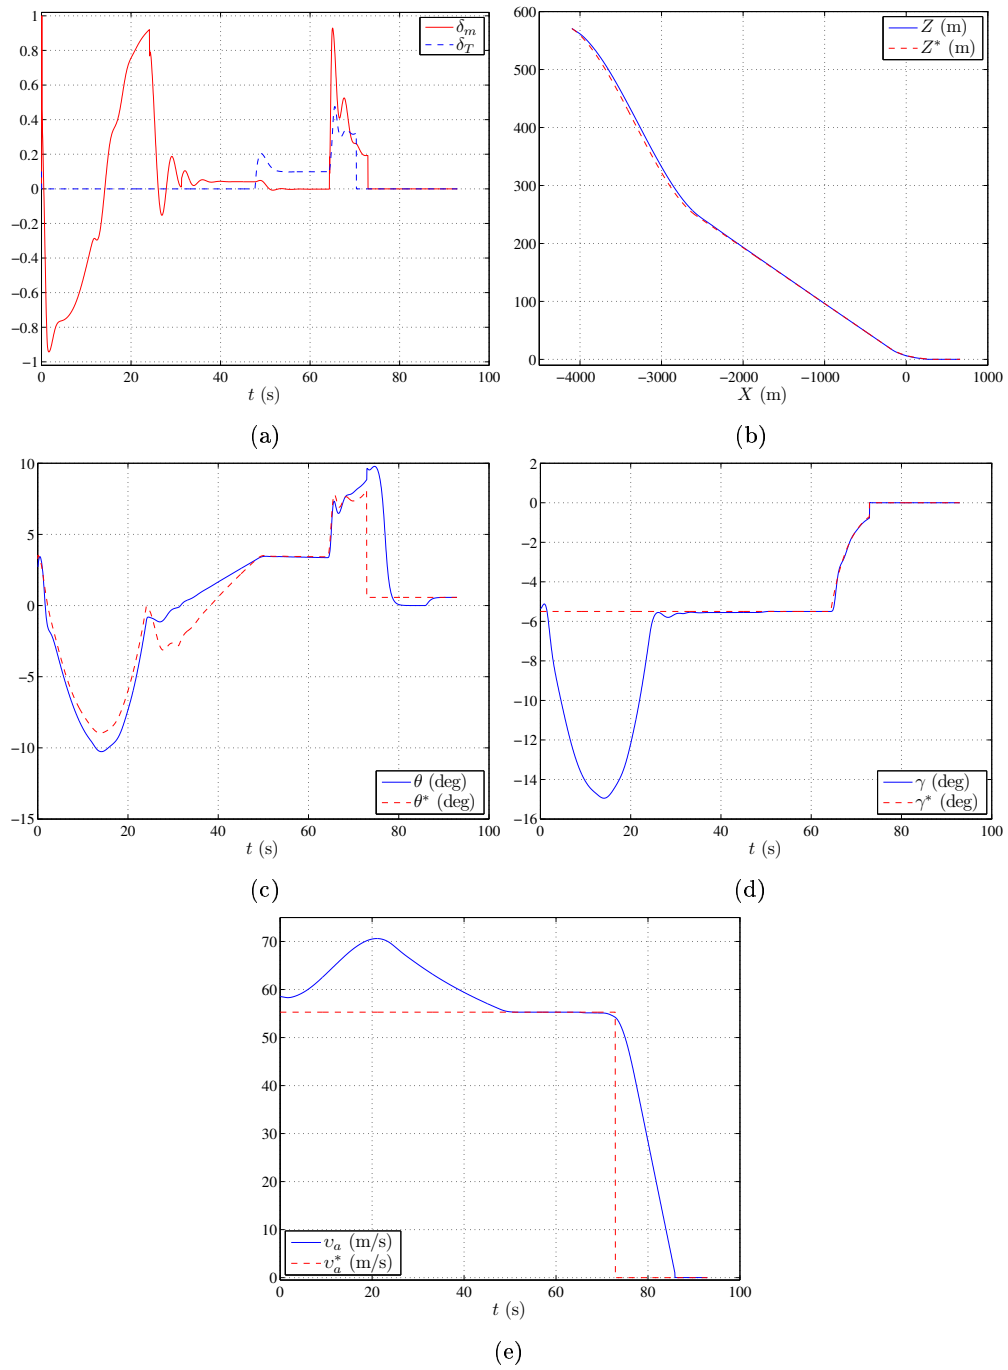 1
0.8
0.6
0.4
0.2
0
−0.2
−0.4
−0.6
−0.8
−1
0 20 40 60 80 100
t (s)
δ_m
δ_T
(a)
600
500
400
300
200
100
0
−4000 −3000 −2000 −1000 0 1000
X (m)
Z (m)
Z* (m)
(b)
10
5
0
−5
−10
−15
0 20 40 60 80 100
t (s)
θ (deg)
θ* (deg)
(c)
2
0
−2
−4
−6
−8
−10
−12
−14
−16
0 20 40 60 80 100
t (s)
γ (deg)
γ* (deg)
(d)
70
60
50
40
30
20
10
0
0 20 40 60 80 100
t (s)
v_a (m/s)
v_a* (m/s)
(e)